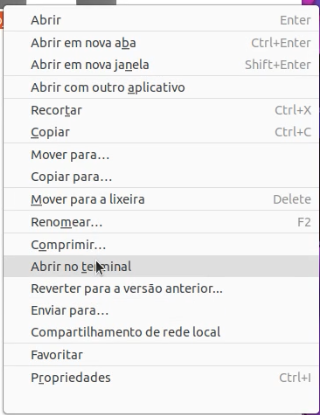 Abrir Enter
Abrir em nova aba Ctrl+Enter
Abrir em nova janela Shift+Enter
Abrir com outro aplicativo
Recortar Ctrl+X
Copiar Ctrl+C
Mover para...
Copiar para...
Mover para a lixeira Delete
Renomear... F2
Comprimir...
Abrir no terminal
Reverter para a versão anterior...
Enviar para...
Compartilhamento de rede local
Favoritar
Propriedades Ctrl+I